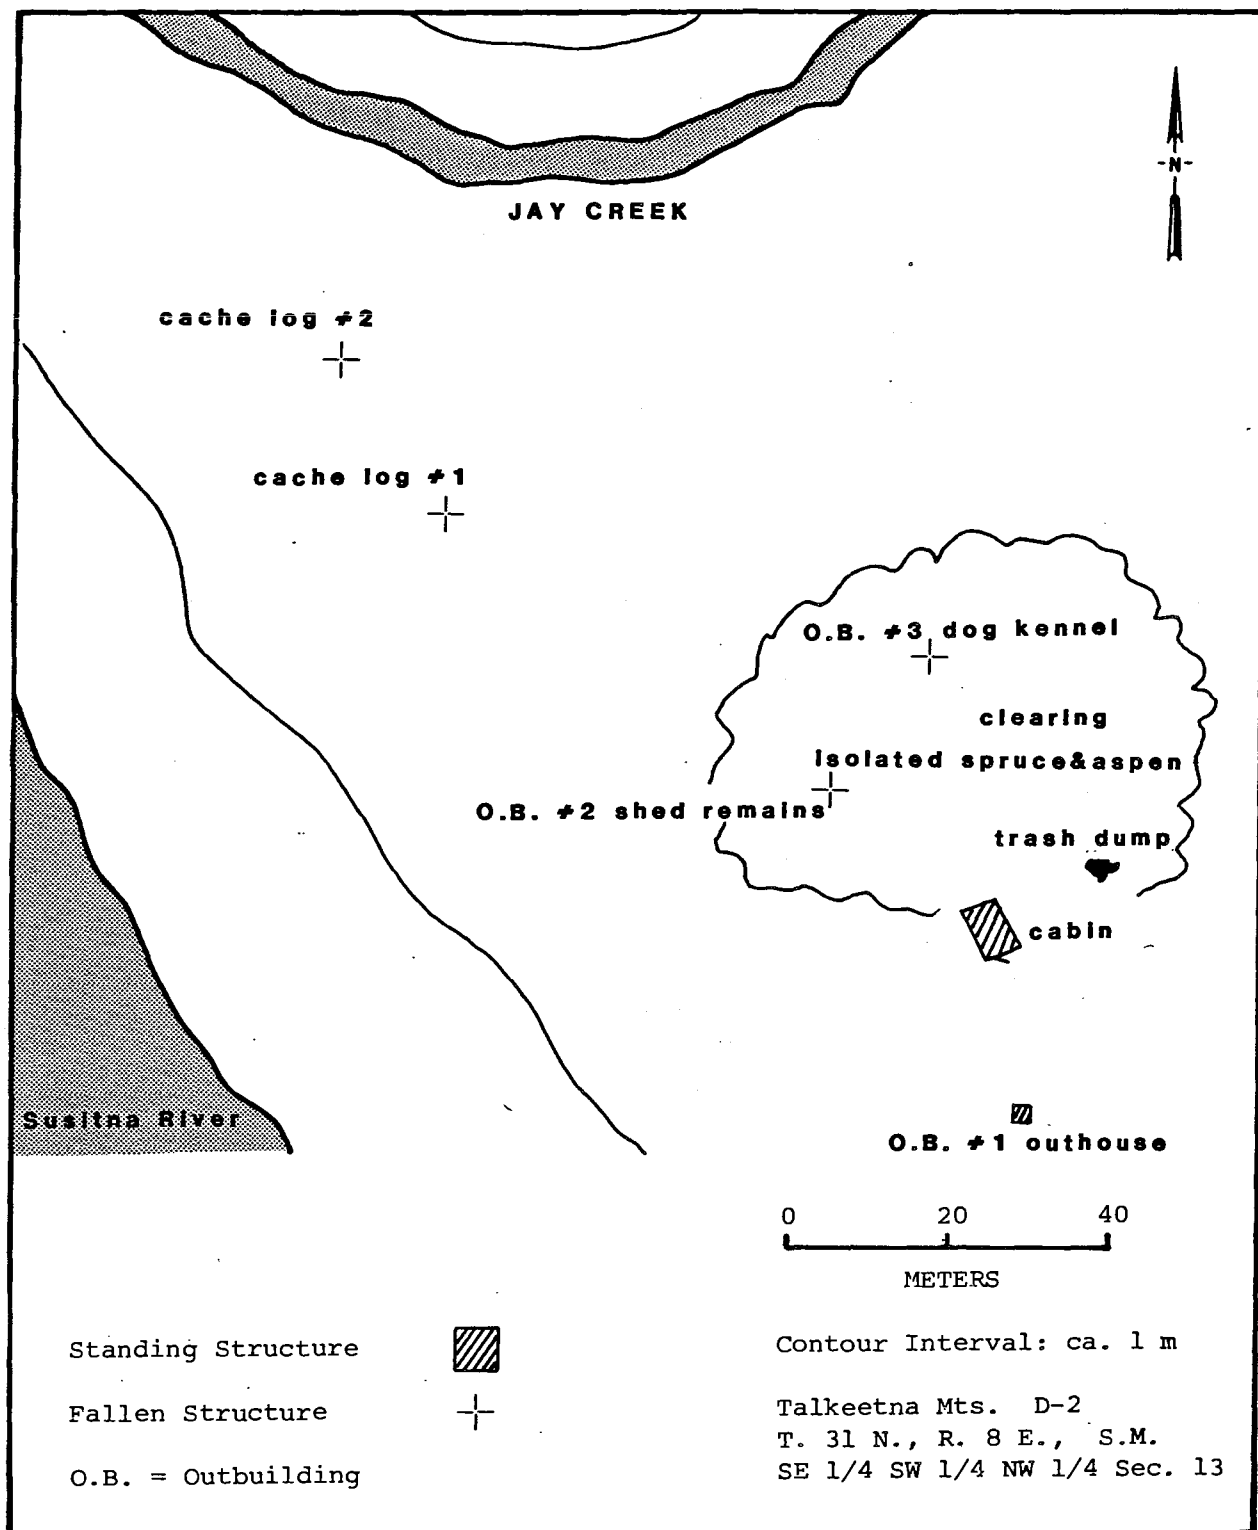 JAY CREEK
-N-
cache log #2
cache log #1
O.B. #3 dog kennel
clearing
isolated spruce&aspen
O.B. #2 shed remains
trash dump
cabin
Susitna River
O.B. #1 outhouse
0 20 40
METERS
Standing Structure
Fallen Structure
O.B. = Outbuilding
Contour Interval: ca. 1 m
Talkeetna Mts. D-2
T. 31 N., R. 8 E., S.M.
SE 1/4 SW 1/4 NW 1/4 Sec. 13